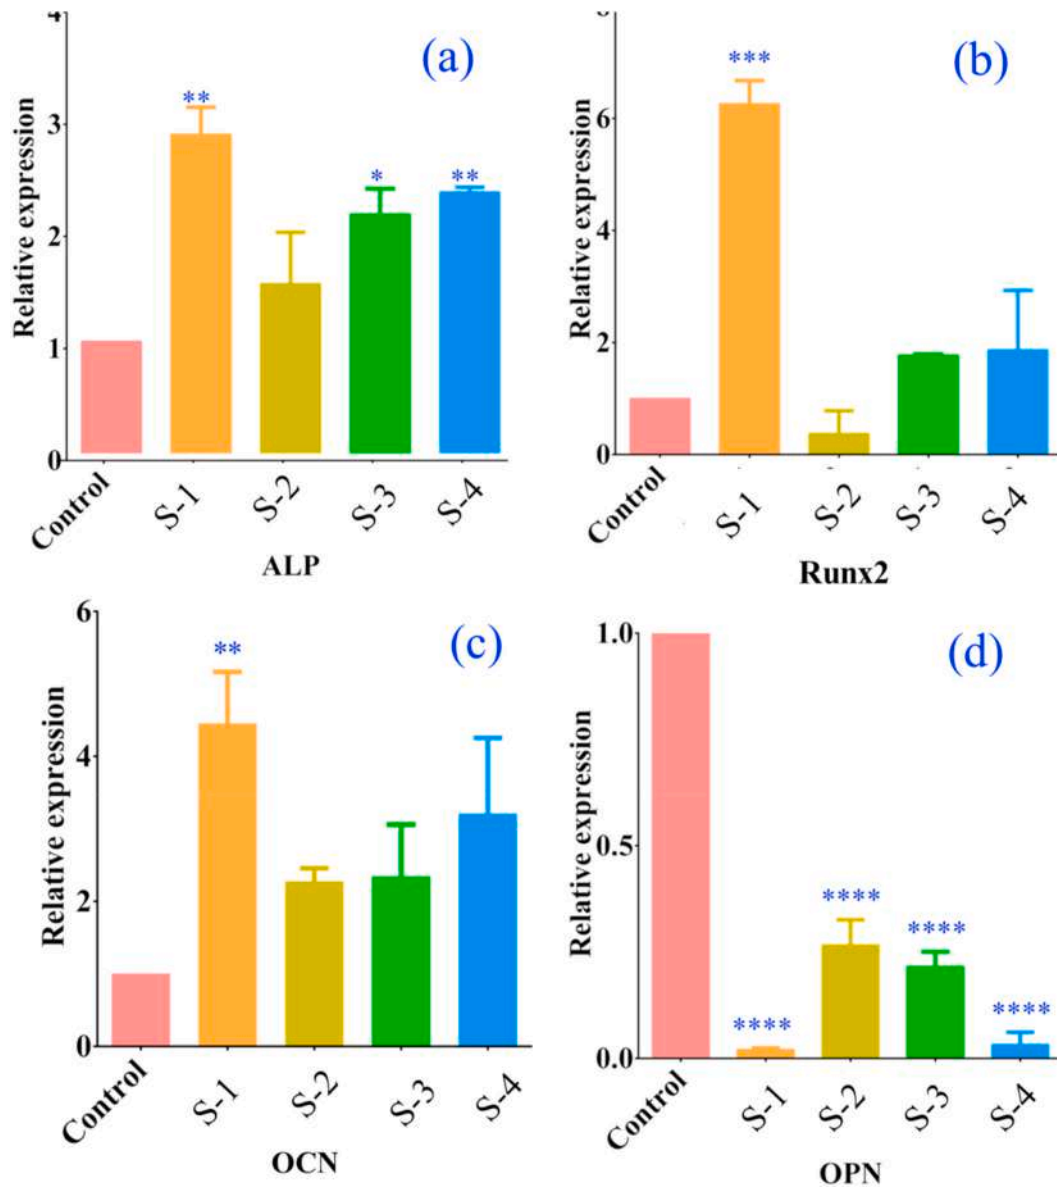 4
(a)
**
3
*
**
2
1
0
Relative expression
Control
S-1
S-2
S-3
S-4
ALP
8
(b)
***
6
4
2
0
Relative expression
Control
S-1
S-2
S-3
S-4
Runx2
6
(c)
**
4
2
0
Relative expression
Control
S-1
S-2
S-3
S-4
OCN
1.0
(d)
0.5
****
****
****
****
0.0
Relative expression
Control
S-1
S-2
S-3
S-4
OPN